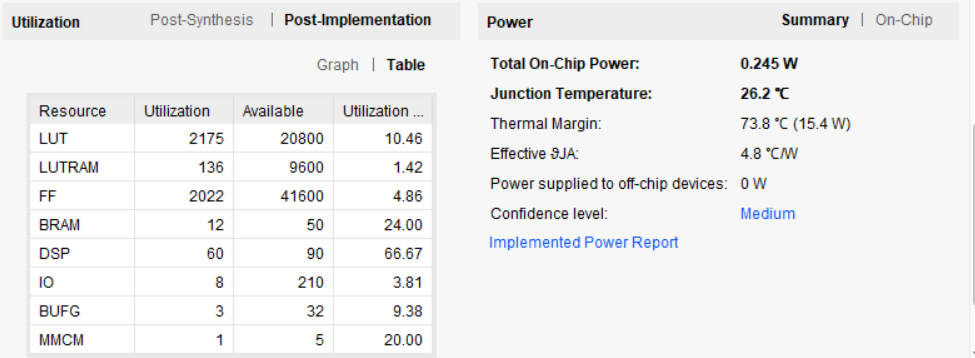 Utilization Post-Synthesis | Post-Implementation
Graph | Table
Resource Utilization Available Utilization ...
LUT 2175 20800 10.46
LUTRAM 136 9600 1.42
FF 2022 41600 4.86
BRAM 12 50 24.00
DSP 60 90 66.67
IO 8 210 3.81
BUFG 3 32 9.38
MMCM 1 5 20.00
Power Summary | On-Chip
Total On-Chip Power: 0.245 W
Junction Temperature: 26.2 °C
Thermal Margin: 73.8 °C (15.4 W)
Effective ϑJA: 4.8 °C/W
Power supplied to off-chip devices: 0 W
Confidence level: Medium
Implemented Power Report